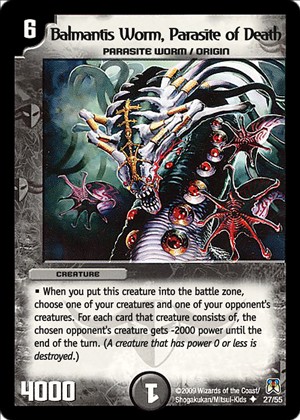 6
Balmantis Worm, Parasite of Death
PARASITE WORM / ORIGIN
CREATURE
■ When you put this creature into the battle zone,
choose one of your creatures and one of your opponent's
creatures. For each card that creature consists of, the
chosen opponent's creature gets -2000 power until the
end of the turn. (A creature that has power 0 or less is
destroyed.)
4000
1
©2009 Wizards of the Coast/
Shogakukan/Mitsui-Kids ✦ 27/55